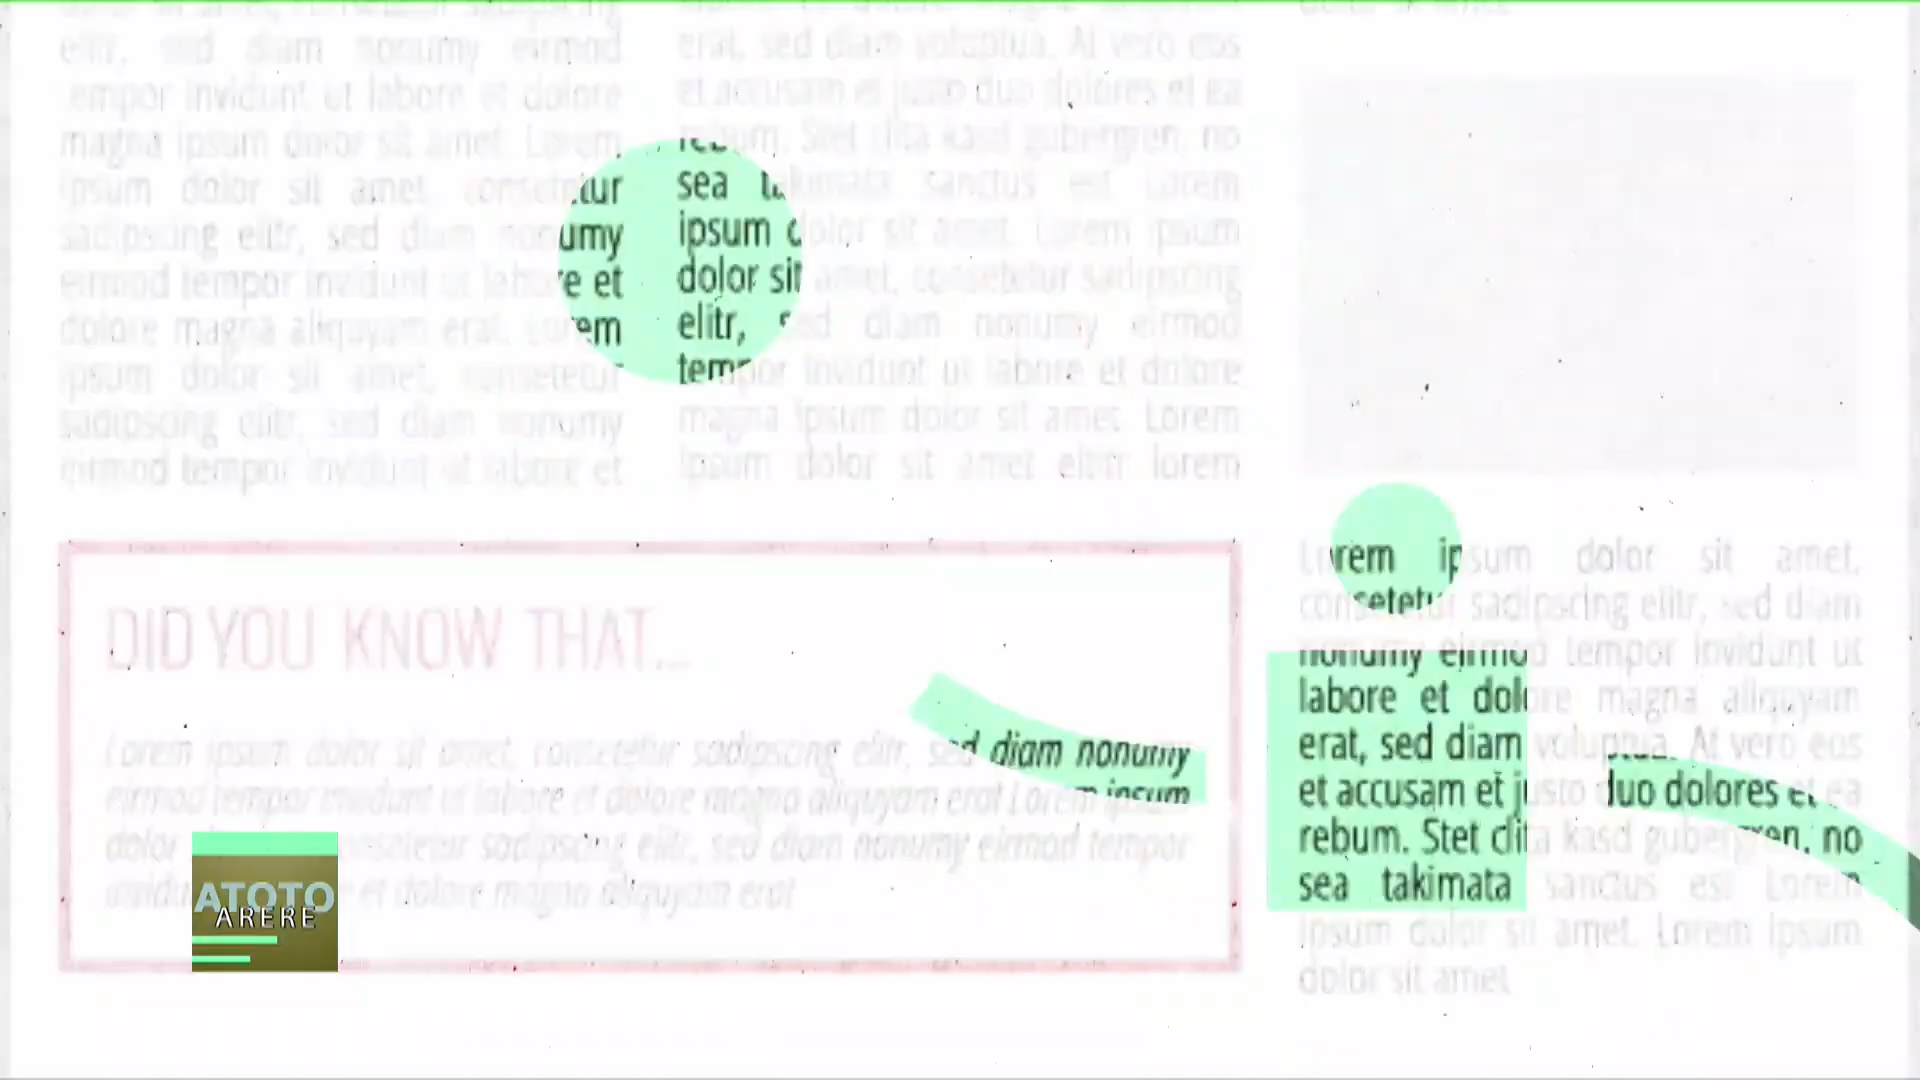 elitr, sed diam nonumy eirmod
tempor invidunt ut labore et dolore
magna ipsum dolor sit amet. Lorem
ipsum dolor sit amet, consetetur
sadipscing elitr, sed diam nonumy
eirmod tempor invidunt ut labore et
dolore magna aliquyam erat. Lorem
ipsum dolor sit amet, consetetur
sadipscing elitr, sed diam nonumy
eirmod tempor invidunt ut labore et
erat, sed diam voluptua. At vero eos
et accusam et justo duo dolores et ea
rebum. Stet clita kasd gubergren, no
sea takimata sanctus est Lorem
ipsum dolor sit amet. Lorem ipsum
dolor sit amet, consetetur sadipscing
elitr, sed diam nonumy eirmod
tempor invidunt ut labore et dolore
magna ipsum dolor sit amet. Lorem
Ipsum dolor sit amet elitr lorem
DID YOU KNOW THAT...
Lorem ipsum dolor sit amet, consetetur sadipscing elitr, sed diam nonumy
eirmod tempor invidunt ut labore et dolore magna aliquyam erat Lorem ipsum
dolor consetetur sadipscing elitr, sed diam nonumy eirmod tempor
et dolore magna aliquyam erat
ATOTO
ARERE
Lorem ipsum dolor sit amet,
consetetur sadipscing elitr, sed diam
nonumy eirmod tempor invidunt ut
labore et dolore magna aliquyam
erat, sed diam voluptua. At vero eos
et accusam et justo duo dolores et ea
rebum. Stet clita kasd gubergren, no
sea takimata sanctus est Lorem
ipsum dolor sit amet. Lorem ipsum
dolor sit amet